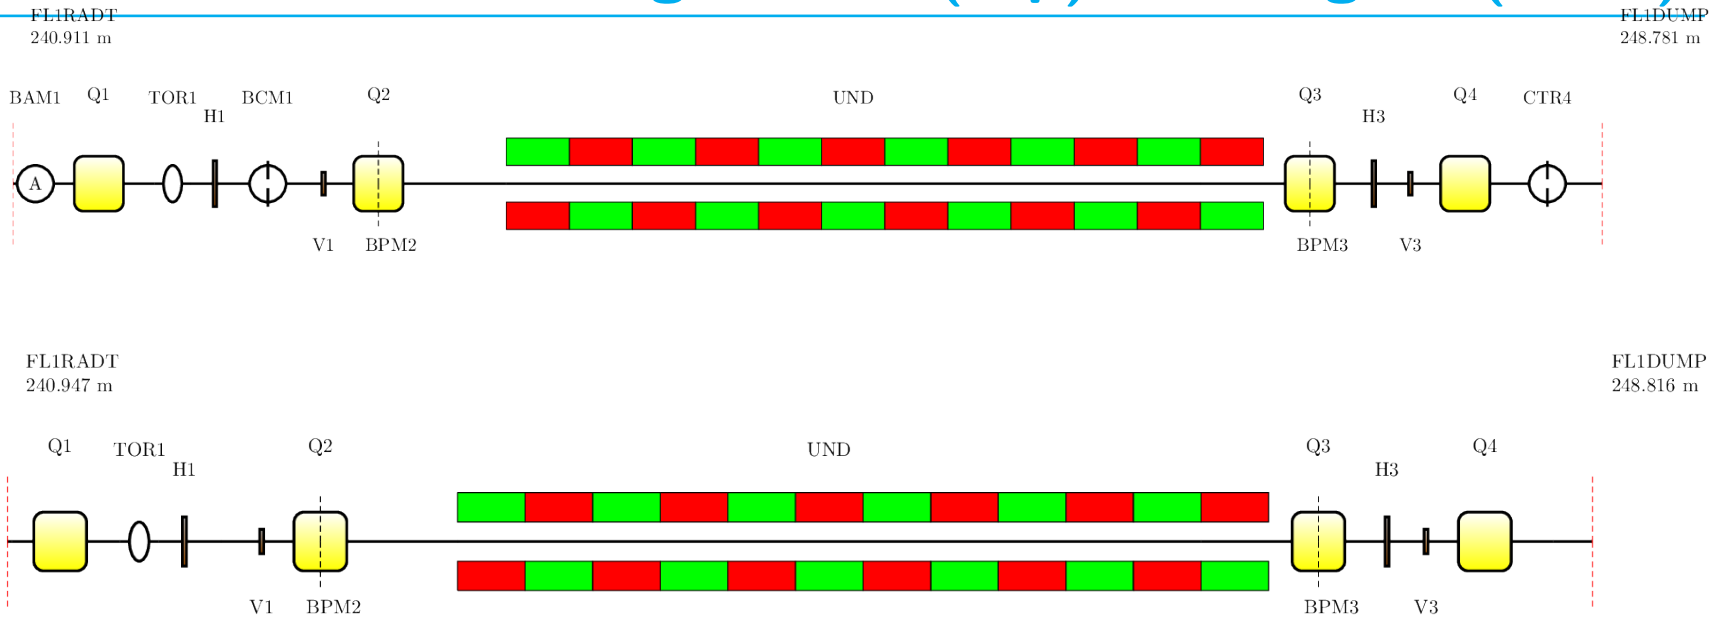 FL1RADT
240.911 m
FL1DUMP
248.781 m
BAM1 Q1 TOR1 BCM1 Q2 UND Q3 Q4 CTR4
H1 H3
A
V1 BPM2 BPM3 V3
FL1RADT
240.947 m
FL1DUMP
248.816 m
Q1 TOR1 Q2 UND Q3 Q4
H1 H3
V1 BPM2 BPM3 V3